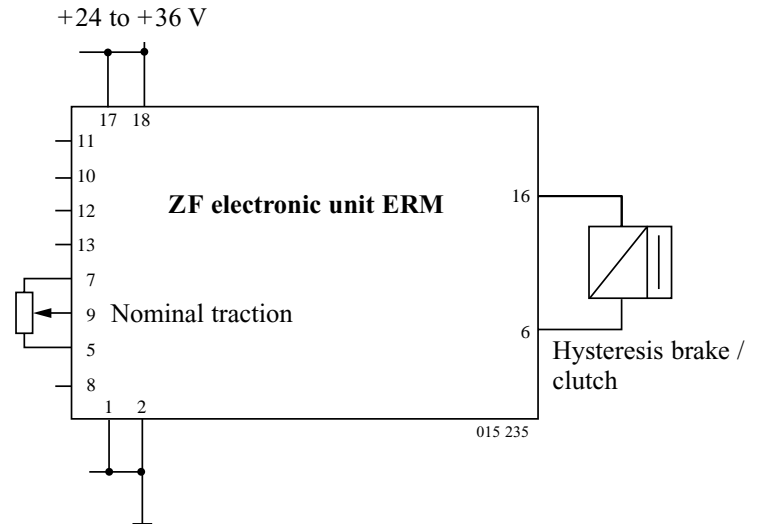 +24 to +36 V
17 18
11
10
ZF electronic unit ERM
16
12
13
7
9 Nominal traction
5
6
Hysteresis brake /
clutch
8
1 2
015 235